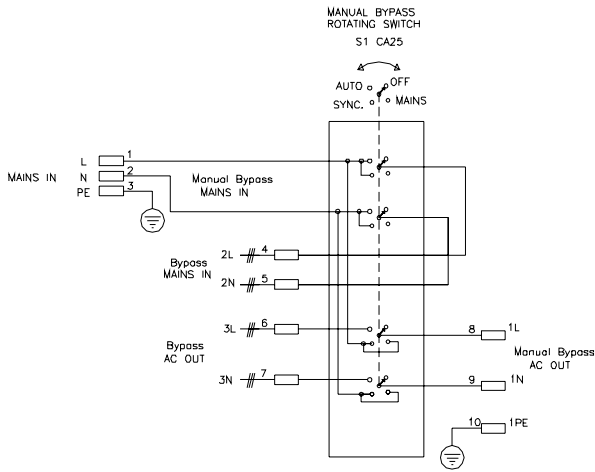 MANUAL BYPASS
ROTATING SWITCH
S1 CA25
AUTO
OFF
SYNC.
MAINS
MAINS IN
L
1
N
2
PE
3
Manual Bypass
MAINS IN
Bypass
MAINS IN
2L
4
2N
5
Bypass
AC OUT
3L
6
3N
7
8
1L
Manual Bypass
AC OUT
9
1N
10
1PE